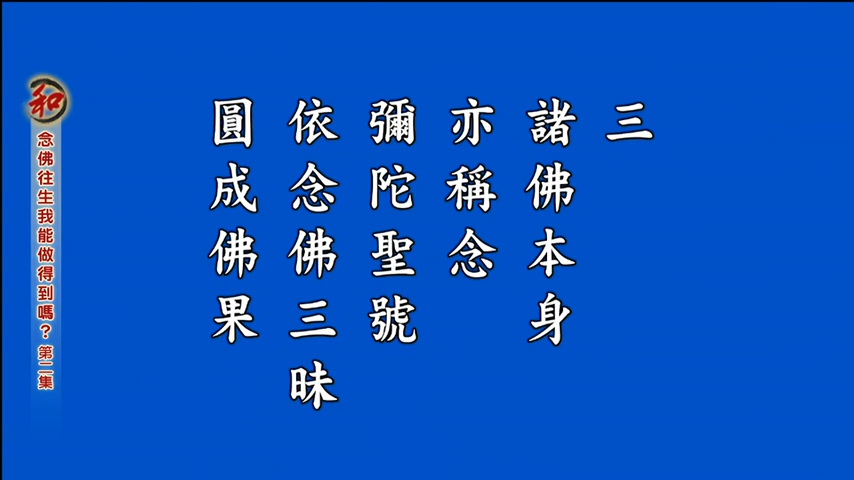 三
諸佛本身
亦稱念
彌陀聖號
依念佛三昧
圓成佛果
和
念佛往生我能做得到嗎？第二集